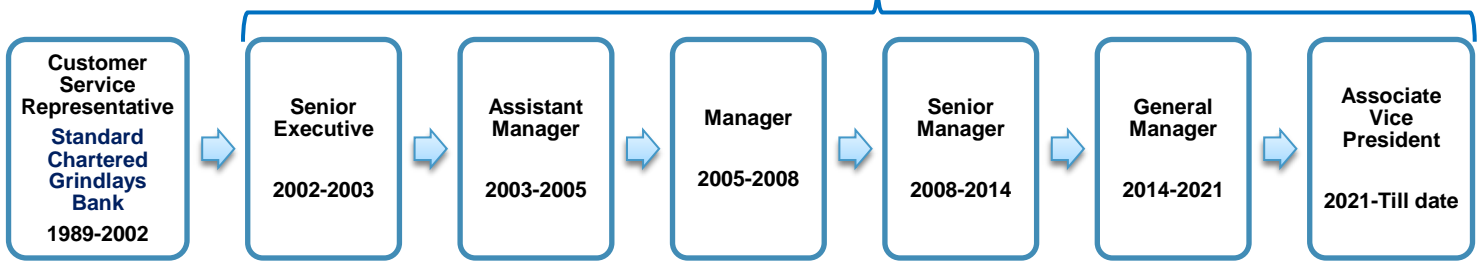 Customer
Service
Representative
Standard
Chartered
Grindlays
Bank
1989-2002
Senior
Executive
2002-2003
Assistant
Manager
2003-2005
Manager
2005-2008
Senior
Manager
2008-2014
General
Manager
2014-2021
Associate
Vice
President
2021-Till date